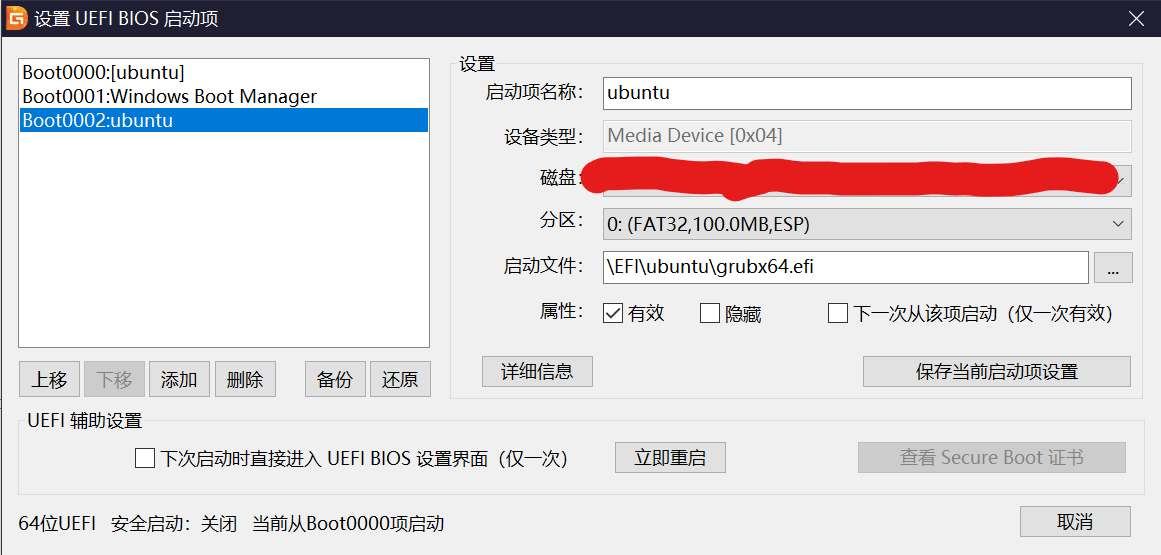 设置 UEFI BIOS 启动项
Boot0000:[ubuntu]
Boot0001:Windows Boot Manager
Boot0002:ubuntu
上移 下移 添加 删除 备份 还原
设置
启动项名称: ubuntu
设备类型: Media Device [0x04]
磁盘:
分区: 0: (FAT32,100.0MB,ESP)
启动文件: \EFI\ubuntu\grubx64.efi ...
属性: 有效 隐藏 下一次从该项启动（仅一次有效）
详细信息 保存当前启动项设置
UEFI 辅助设置
下次启动时直接进入 UEFI BIOS 设置界面（仅一次） 立即重启 查看 Secure Boot 证书
64位UEFI 安全启动: 关闭 当前从Boot0000项启动 取消